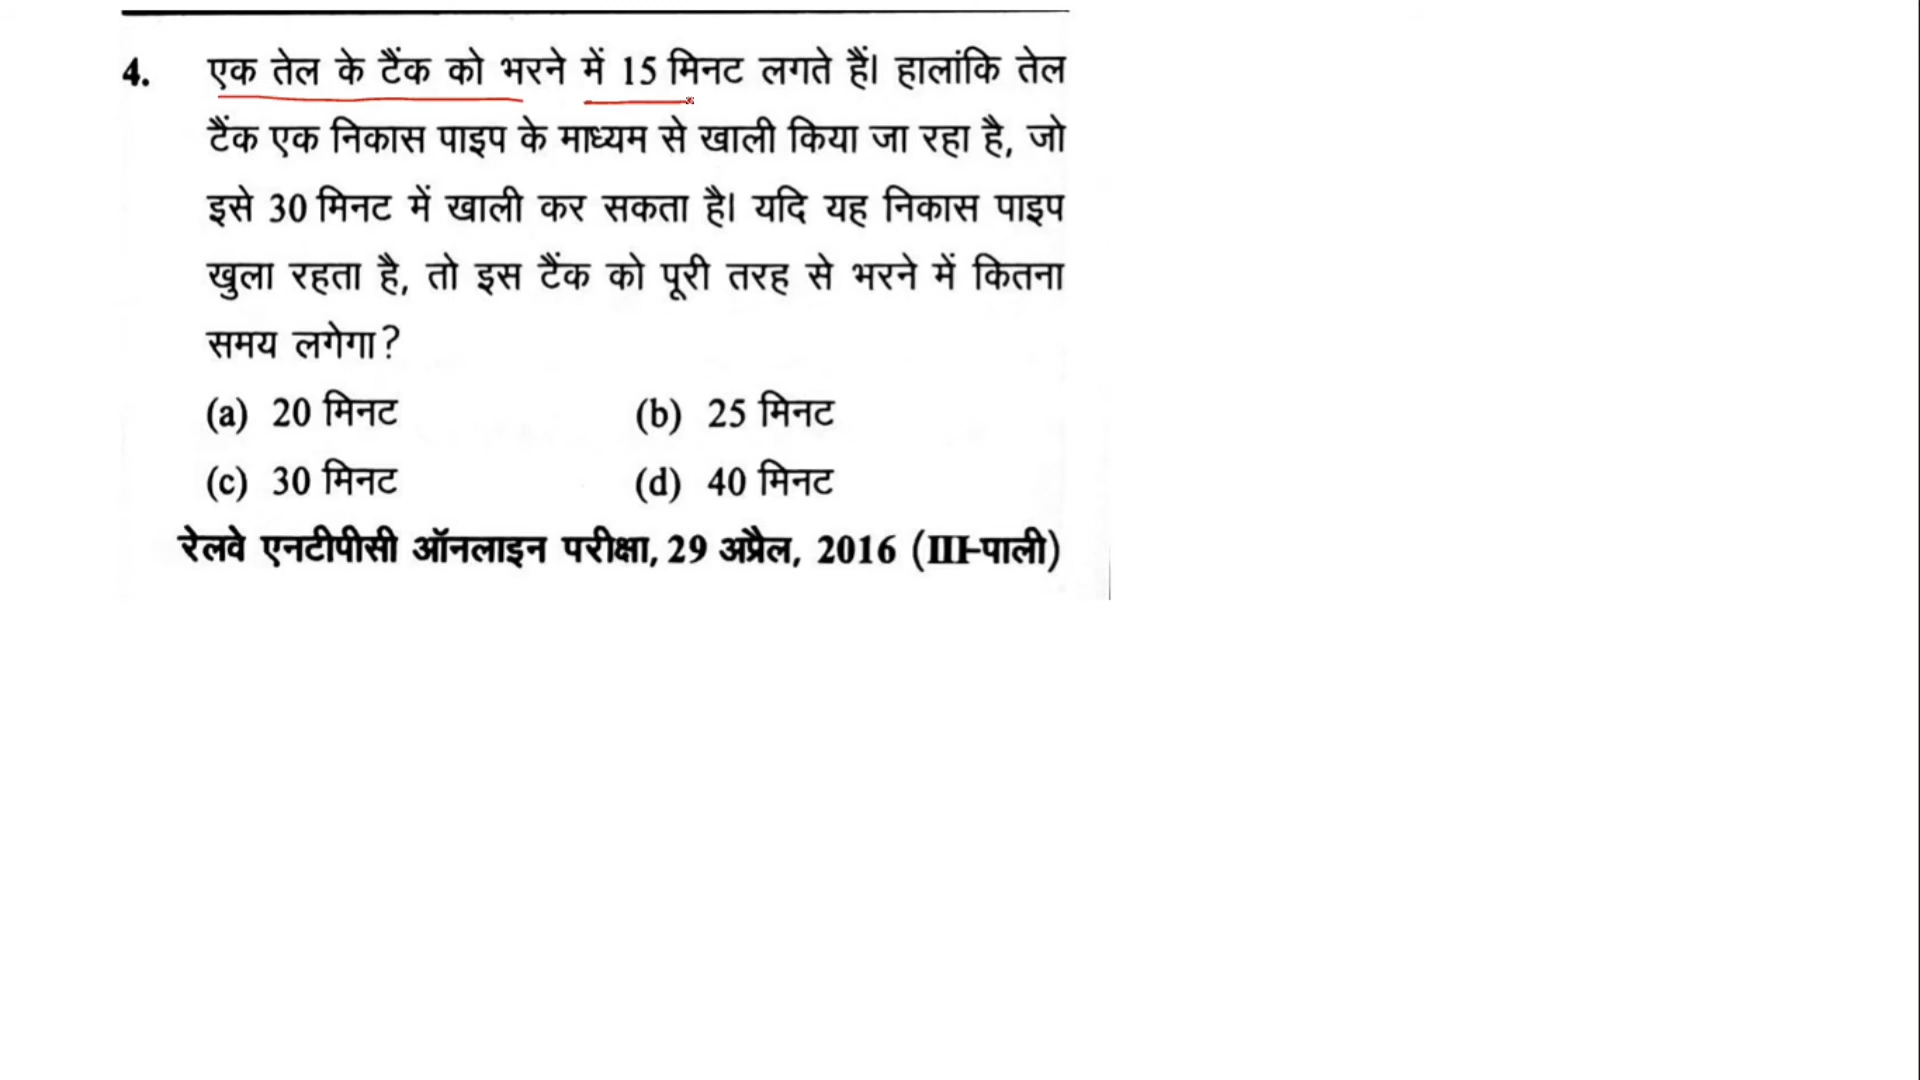 4. एक तेल के टैंक को भरने में 15 मिनट लगते हैं। हालांकि तेल
टैंक एक निकास पाइप के माध्यम से खाली किया जा रहा है, जो
इसे 30 मिनट में खाली कर सकता है। यदि यह निकास पाइप
खुला रहता है, तो इस टैंक को पूरी तरह से भरने में कितना
समय लगेगा?
(a) 20 मिनट (b) 25 मिनट
(c) 30 मिनट (d) 40 मिनट
रेलवे एनटीपीसी ऑनलाइन परीक्षा, 29 अप्रैल, 2016 (III-पाली)